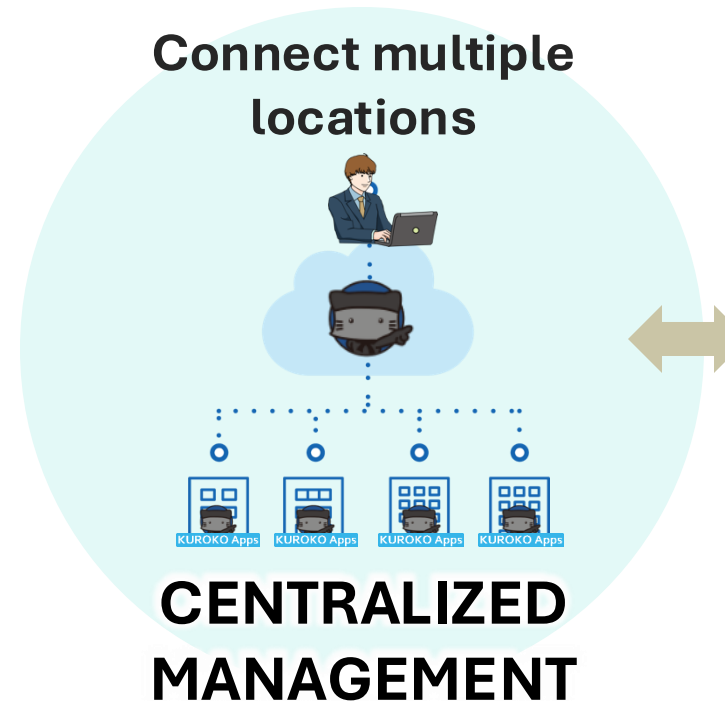 Connect multiple
locations
KUROKO Apps KUROKO Apps KUROKO Apps KUROKO Apps
CENTRALIZED
MANAGEMENT